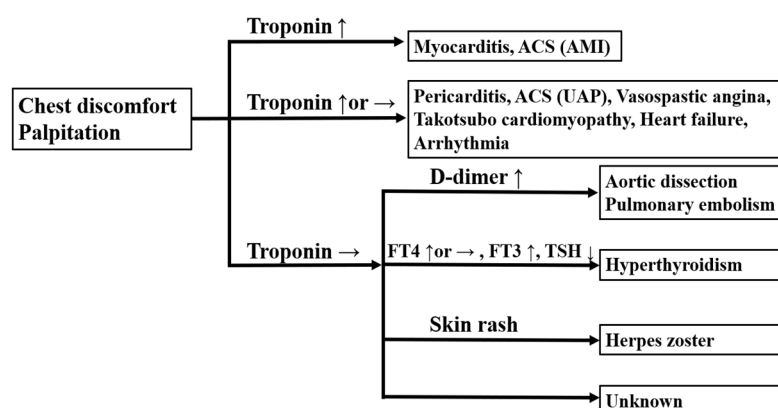 Troponin ↑
Myocarditis, ACS (AMI)
Chest discomfort
Palpitation
Troponin ↑or →
Pericarditis, ACS (UAP), Vasospastic angina,
Takotsubo cardiomyopathy, Heart failure,
Arrhythmia
D-dimer ↑
Aortic dissection
Pulmonary embolism
Troponin →
FT4 ↑or → , FT3 ↑, TSH ↓
Hyperthyroidism
Skin rash
Herpes zoster
Unknown